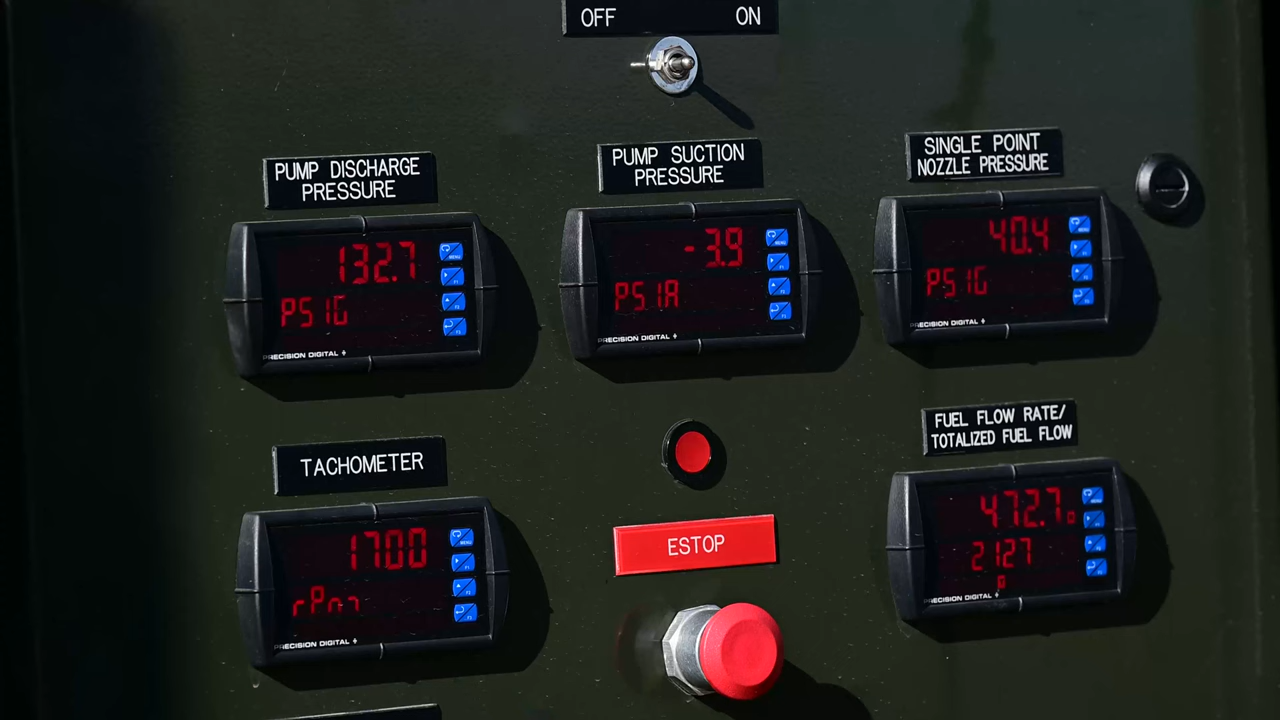 OFF ON
PUMP DISCHARGE
PRESSURE
132.7
PSIG
PRECISION DIGITAL
PUMP SUCTION
PRESSURE
-3.9
PSIA
PRECISION DIGITAL
SINGLE POINT
NOZZLE PRESSURE
40.4
PSIG
PRECISION DIGITAL
TACHOMETER
1700
rPm
PRECISION DIGITAL
ESTOP
FUEL FLOW RATE/
TOTALIZED FUEL FLOW
472.7
2127
PRECISION DIGITAL